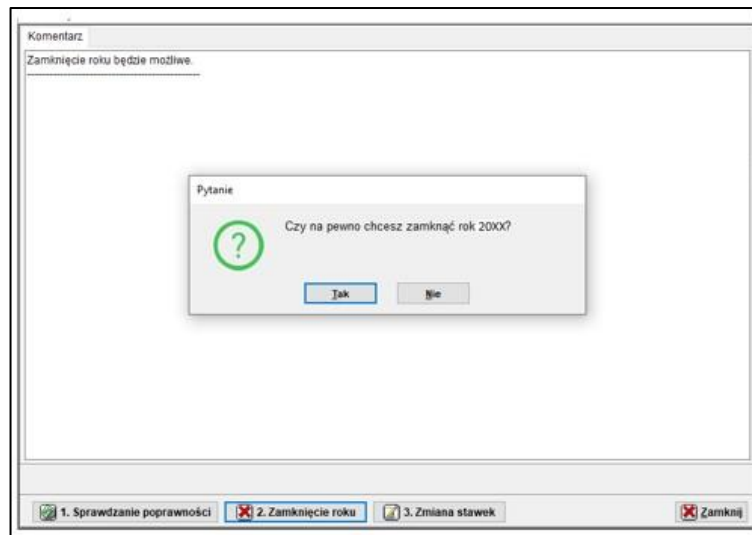 Komentarz
Zamknięcie roku będzie możliwe.
Pytanie
Czy na pewno chcesz zamknąć rok 20XX?
Tak
Nie
1. Sprawdzanie poprawności
2. Zamknięcie roku
3. Zmiana stawek
Zamknij